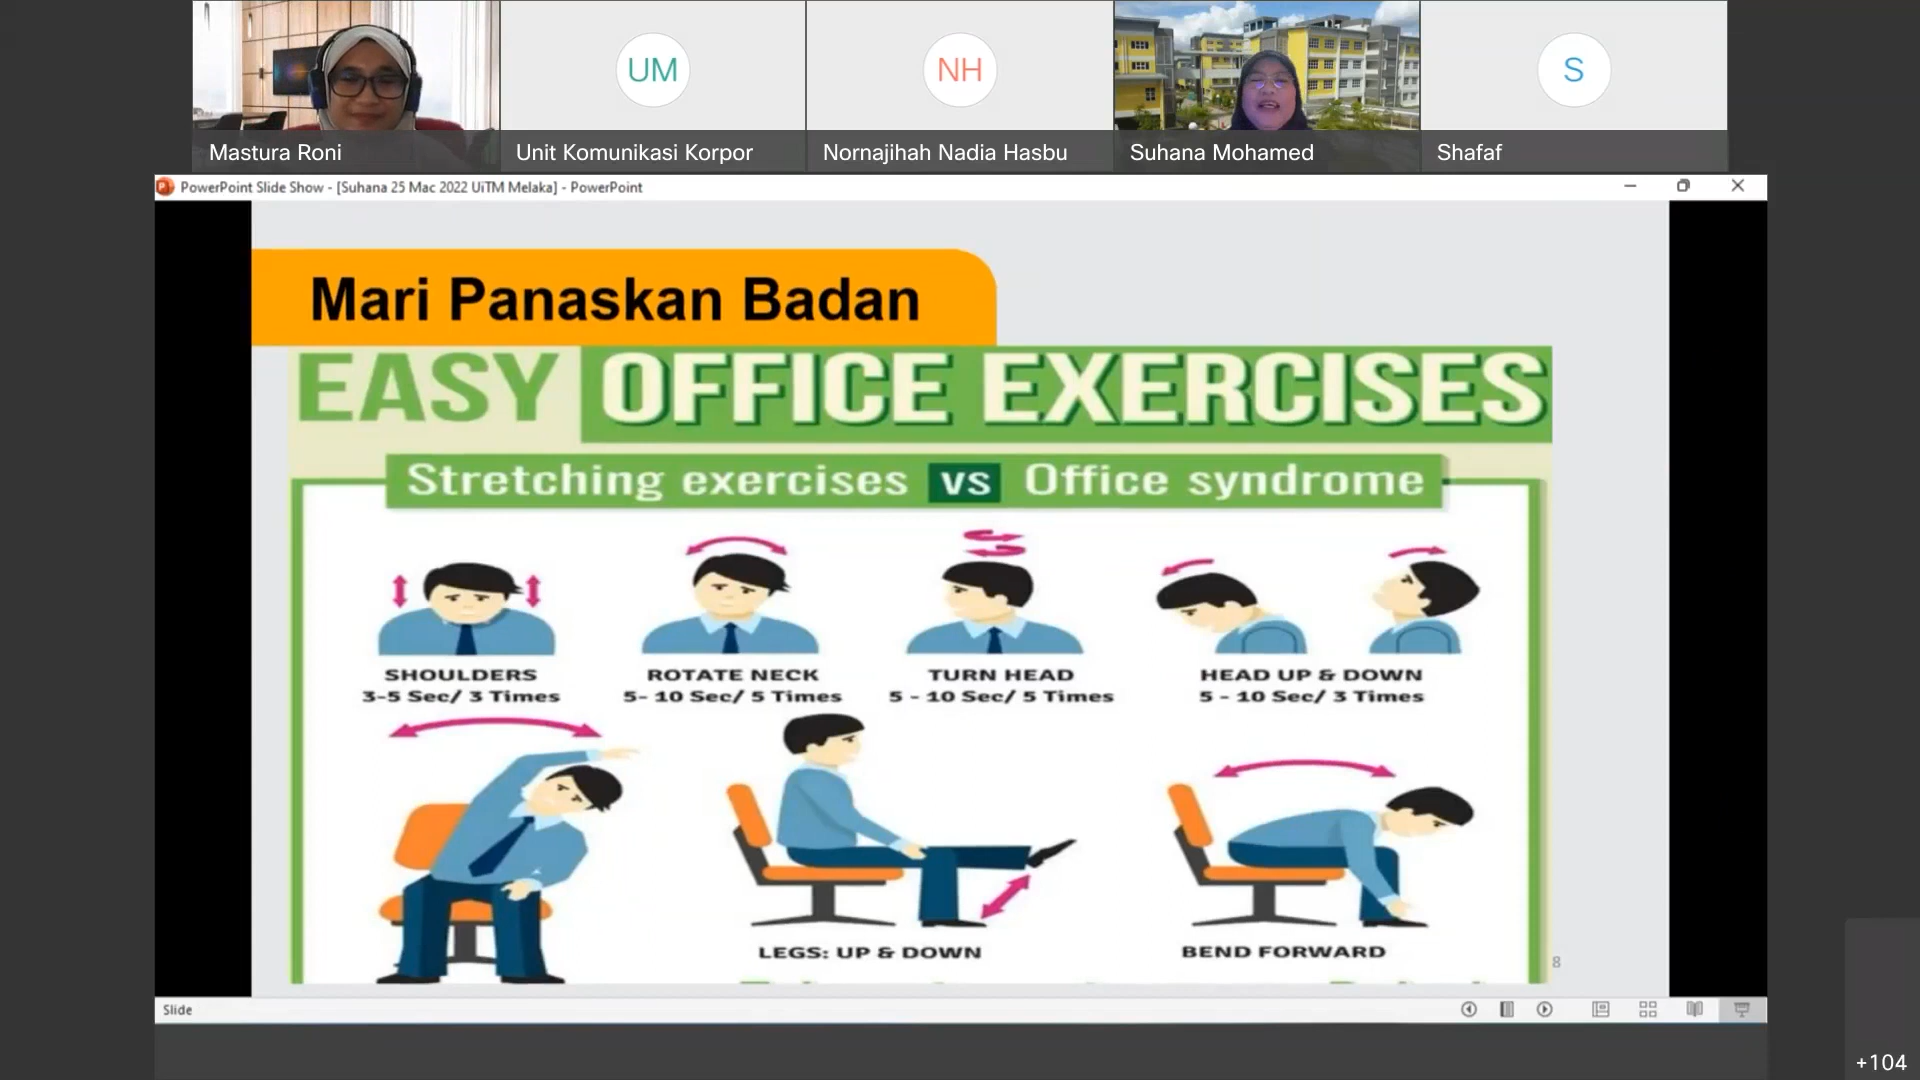 UM
NH
S
Mastura Roni
Unit Komunikasi Korpor
Nornajihah Nadia Hasbu
Suhana Mohamed
Shafaf
PowerPoint Slide Show - [Suhana 25 Mac 2022 UiTM Melaka] - PowerPoint
Mari Panaskan Badan
EASY OFFICE EXERCISES
Stretching exercises vs Office syndrome
SHOULDERS
3-5 Sec/ 3 Times
ROTATE NECK
5- 10 Sec/ 5 Times
TURN HEAD
5 - 10 Sec/ 5 Times
HEAD UP & DOWN
5 - 10 Sec/ 3 Times
LEGS: UP & DOWN
BEND FORWARD
8
Slide
+104